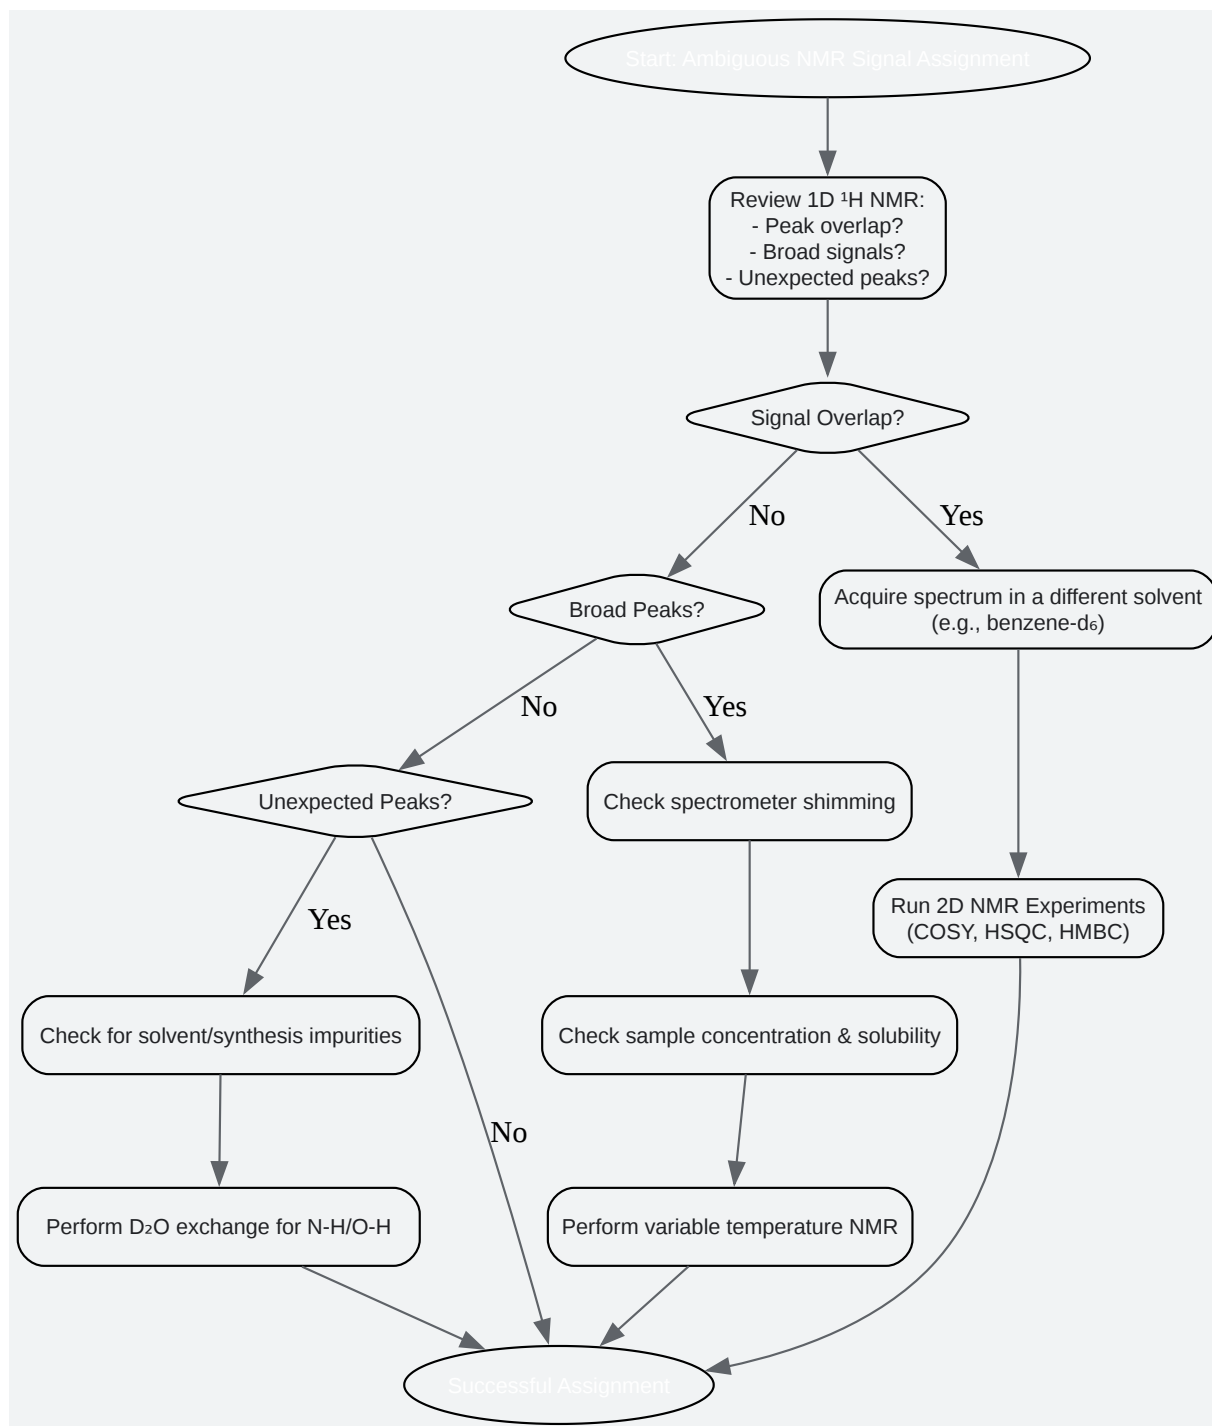 Start: Ambiguous NMR Signal Assignment
Review 1D ¹H NMR:
- Peak overlap?
- Broad signals?
- Unexpected peaks?
Signal Overlap?
No
Yes
Broad Peaks?
Acquire spectrum in a different solvent
(e.g., benzene-d₆)
No
Yes
Unexpected Peaks?
Check spectrometer shimming
Yes
Run 2D NMR Experiments
(COSY, HSQC, HMBC)
Check for solvent/synthesis impurities
Check sample concentration & solubility
No
Perform D₂O exchange for N-H/O-H
Perform variable temperature NMR
Successful Assignment